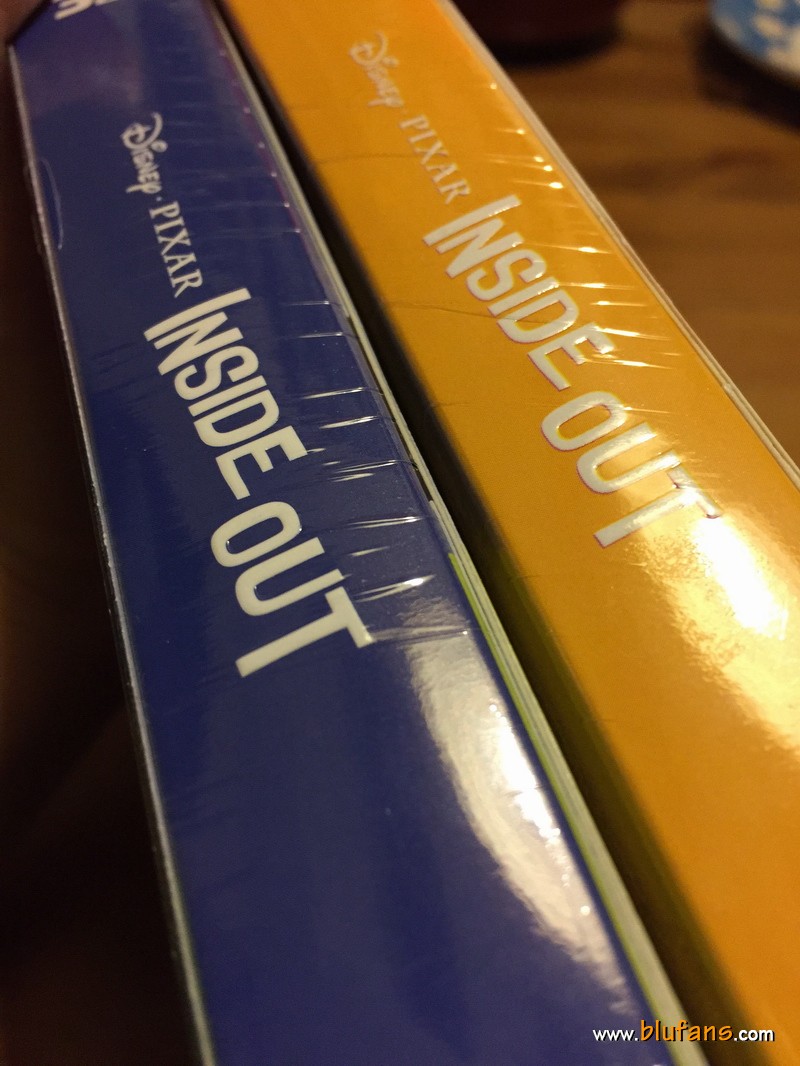 Disney · PIXAR INSIDE OUT
Disney · PIXAR INSIDE OUT
www.blufans.com